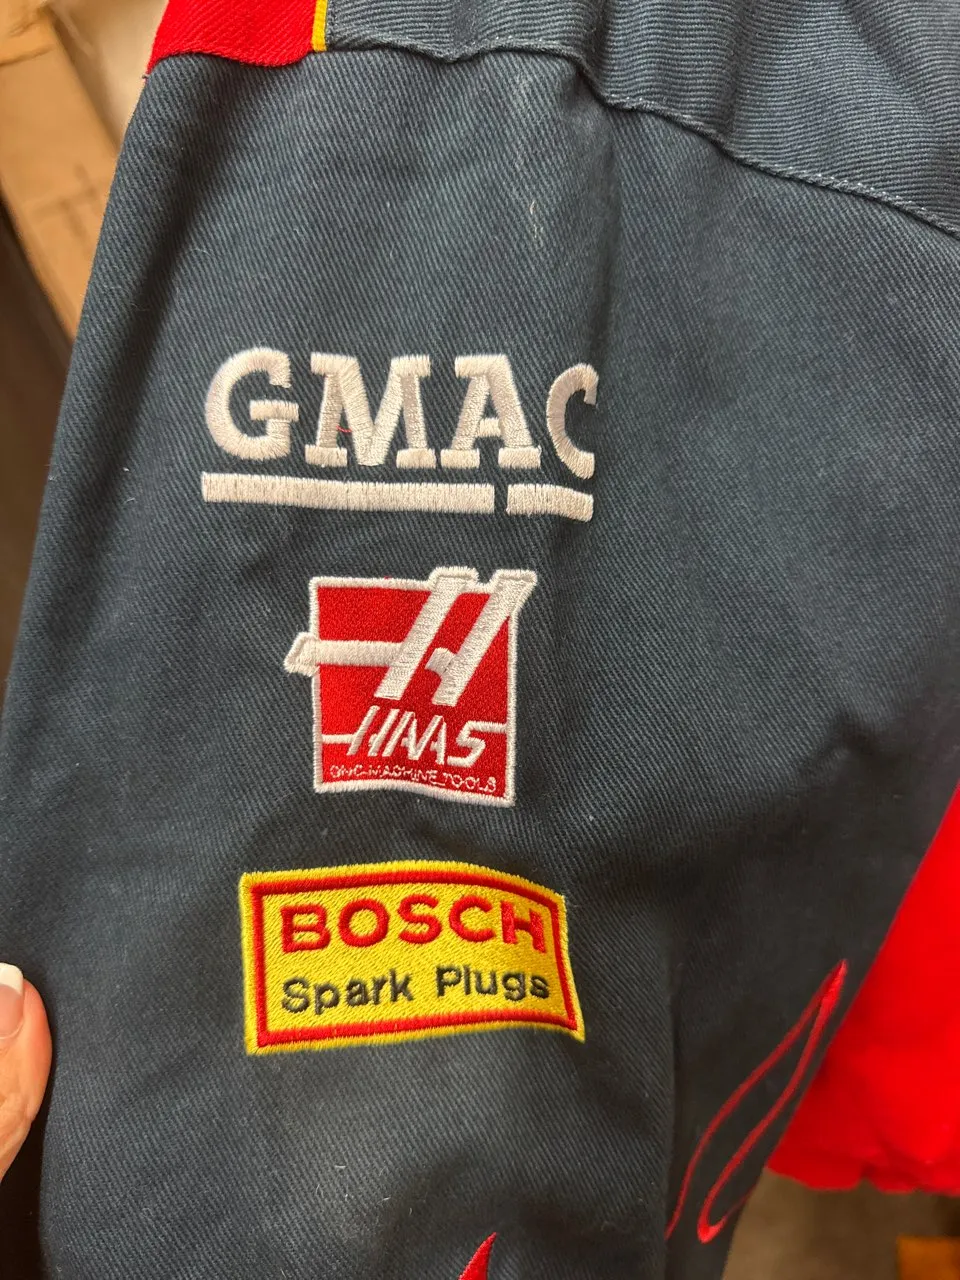 GMAC
HAAS
CNC MACHINE TOOLS
BOSCH
Spark Plugs